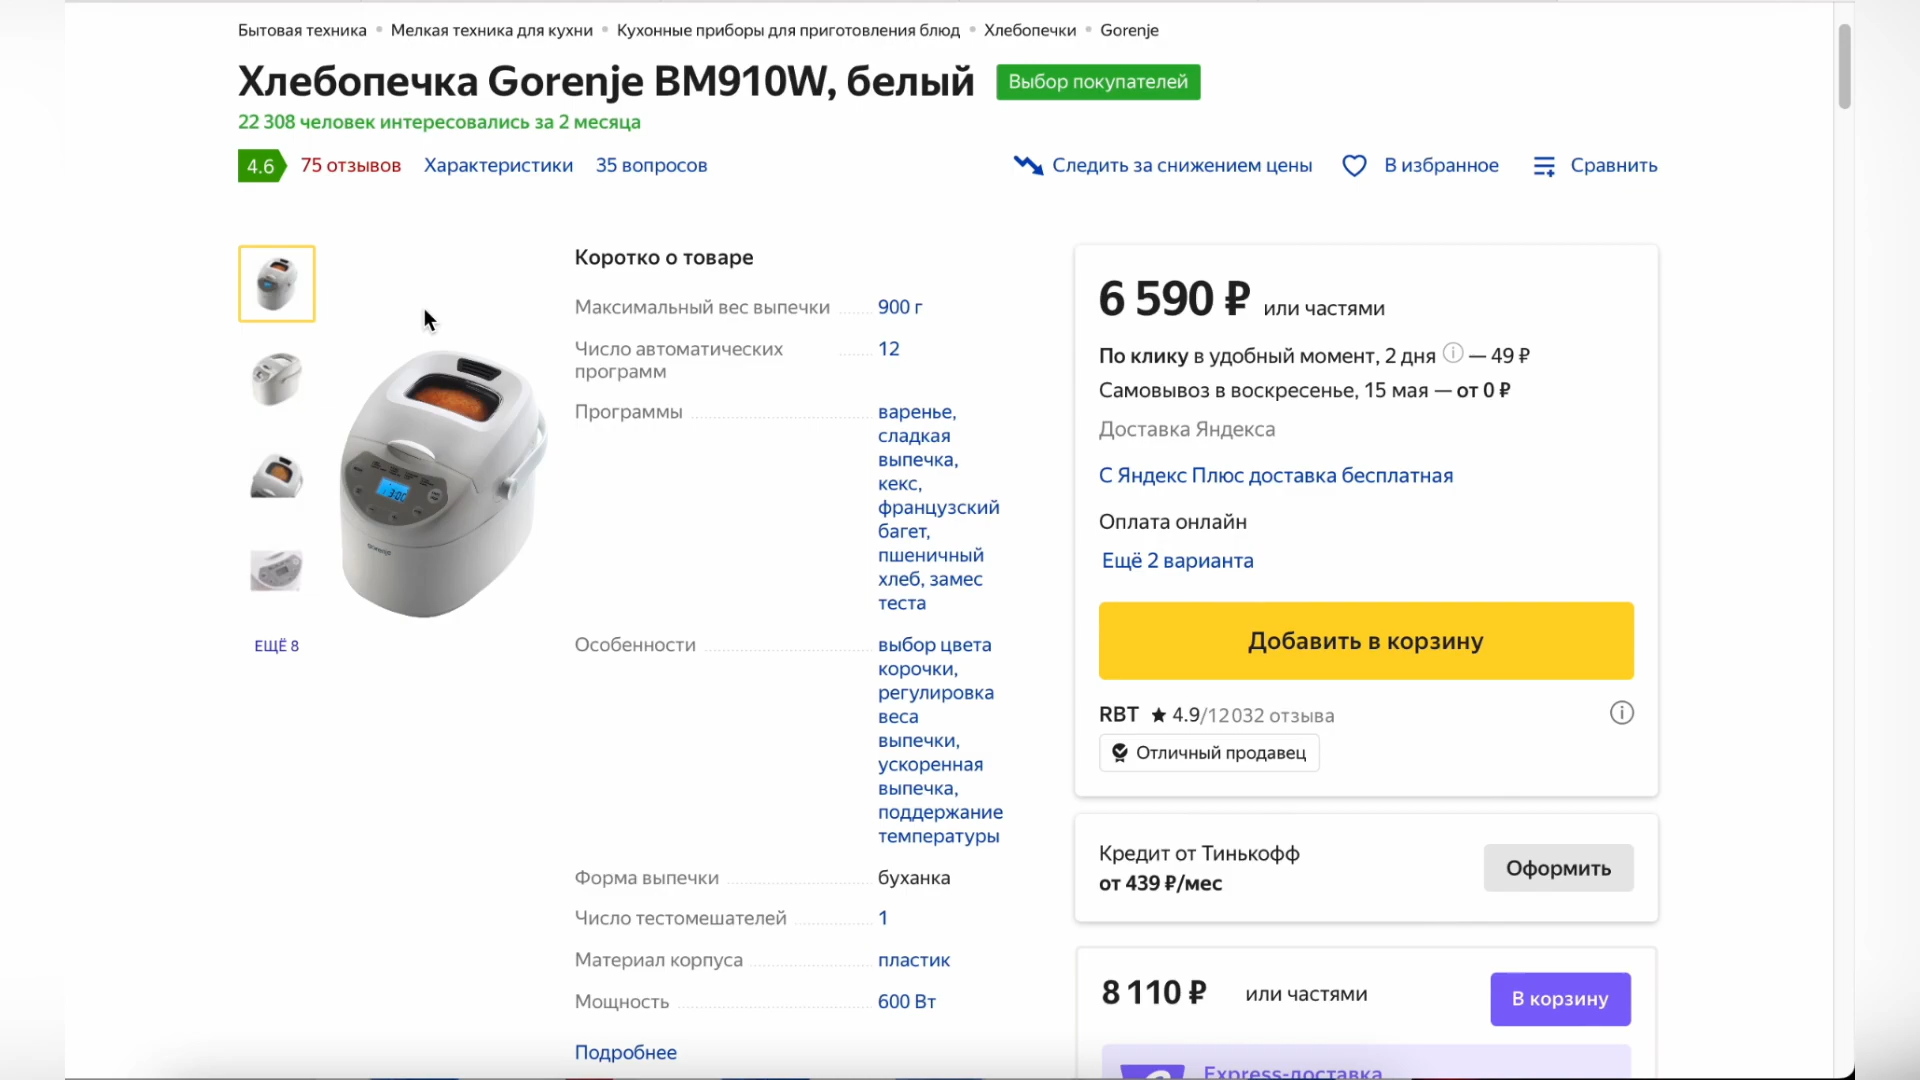 Бытовая техника • Мелкая техника для кухни • Кухонные приборы для приготовления блюд • Хлебопечки • Gorenje
Хлебопечка Gorenje BM910W, белый
Выбор покупателей
22 308 человек интересовались за 2 месяца
4.6 75 отзывов Характеристики 35 вопросов
Следить за снижением цены В избранное Сравнить
ЕЩЁ 8
Коротко о товаре
Максимальный вес выпечки 900 г
Число автоматических 12
программ
Программы варенье,
сладкая
выпечка,
кекс,
французский
багет,
пшеничный
хлеб, замес
теста
Особенности выбор цвета
корочки,
регулировка
веса
выпечки,
ускоренная
выпечка,
поддержание
температуры
Форма выпечки буханка
Число тестомешателей 1
Материал корпуса пластик
Мощность 600 Вт
Подробнее
6 590 ₽ или частями
По клику в удобный момент, 2 дня — 49 ₽
Самовывоз в воскресенье, 15 мая — от 0 ₽
Доставка Яндекса
С Яндекс Плюс доставка бесплатная
Оплата онлайн
Ещё 2 варианта
Добавить в корзину
RBT ★ 4.9/12 032 отзыва
Отличный продавец
Кредит от Тинькофф
от 439 ₽/мес
Оформить
8 110 ₽ или частями
В корзину
Express-доставка